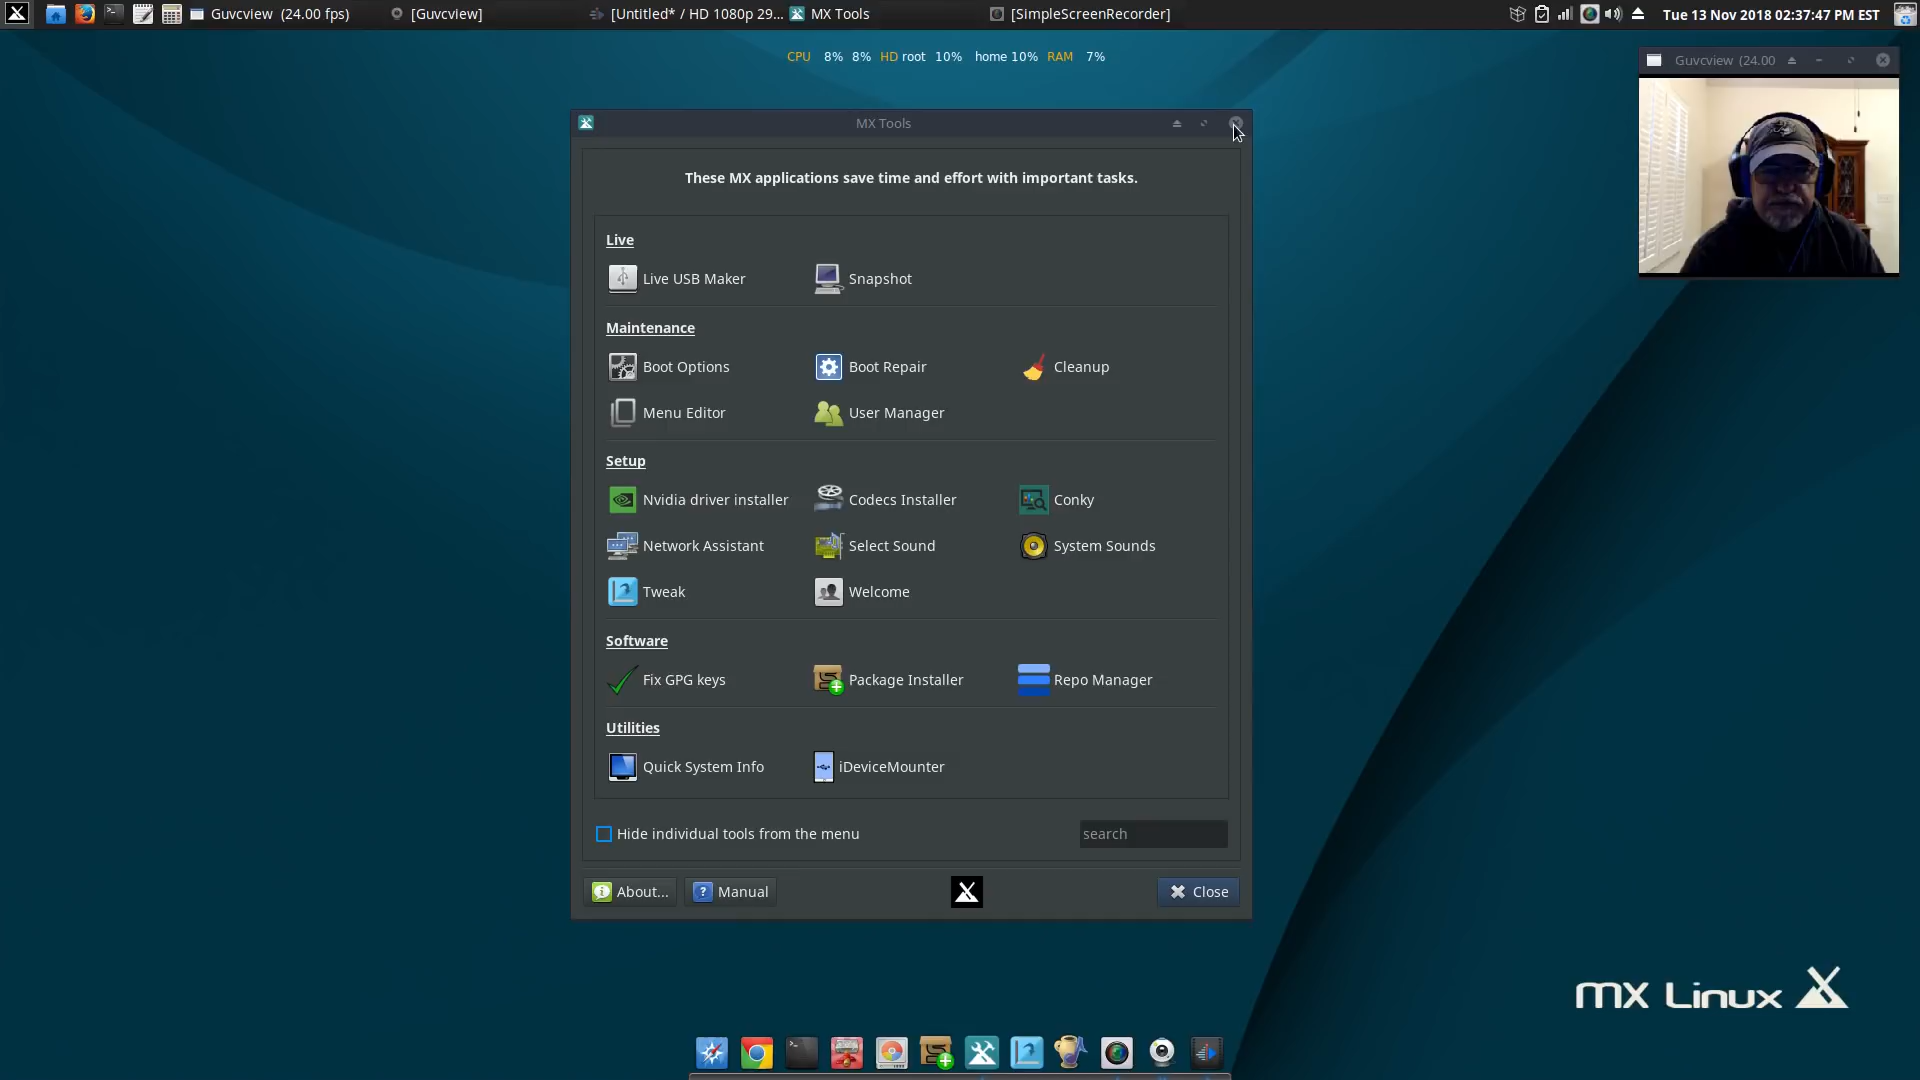 Guvcview (24.00 fps) [Guvcview] [Untitled* / HD 1080p 29... MX Tools [SimpleScreenRecorder] Tue 13 Nov 2018 02:37:47 PM EST
CPU 8% 8% HD root 10% home 10% RAM 7%
Guvcview (24.00
MX Tools
These MX applications save time and effort with important tasks.
Live
Live USB Maker Snapshot
Maintenance
Boot Options Boot Repair Cleanup
Menu Editor User Manager
Setup
Nvidia driver installer Codecs Installer Conky
Network Assistant Select Sound System Sounds
Tweak Welcome
Software
Fix GPG keys Package Installer Repo Manager
Utilities
Quick System Info iDeviceMounter
Hide individual tools from the menu search
About... Manual Close
MX Linux